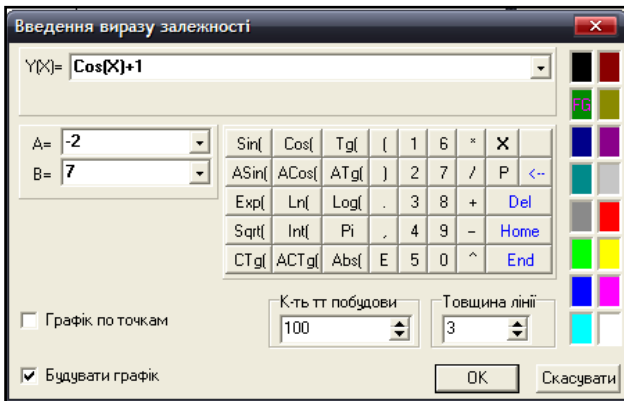 Введення виразу залежності
Y(X)= Cos(X)+1
FG
A= -2
B= 7
Sin( Cos( Tg( ( 1 6 * X
ASin( ACos( ATg( ) 2 7 / P <--
Exp( Ln( Log( . 3 8 + Del
Sqrt( Int( Pi , 4 9 - Home
CTg( ACTg( Abs( E 5 0 ^ End
К-ть тт побудови
100
Товщина лінії
3
Графік по точкам
Будувати графік
OK
Скасувати